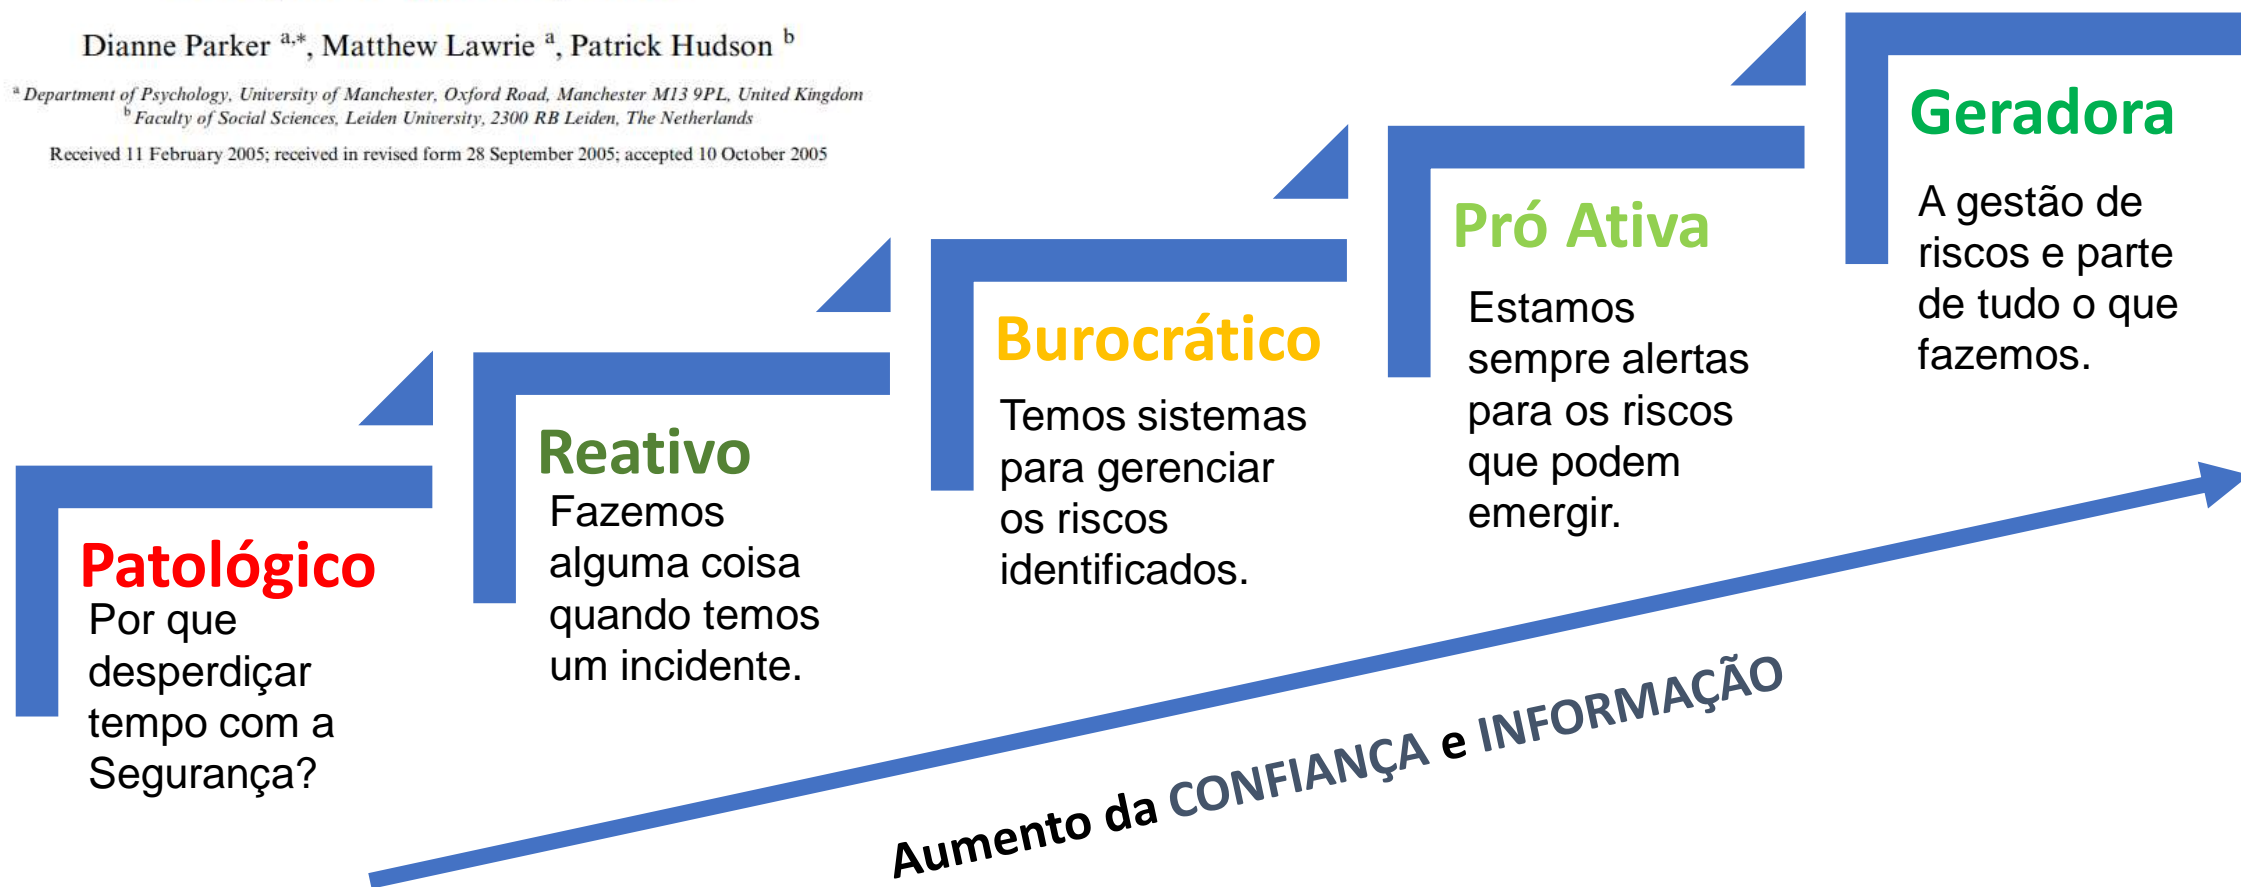 Dianne Parker a,*, Matthew Lawrie a, Patrick Hudson b
a Department of Psychology, University of Manchester, Oxford Road, Manchester M13 9PL, United Kingdom
b Faculty of Social Sciences, Leiden University, 2300 RB Leiden, The Netherlands
Received 11 February 2005; received in revised form 28 September 2005; accepted 10 October 2005
Patológico
Por que
desperdiçar
tempo com a
Segurança?
Reativo
Fazemos
alguma coisa
quando temos
um incidente.
Burocrático
Temos sistemas
para gerenciar
os riscos
identificados.
Pró Ativa
Estamos
sempre alertas
para os riscos
que podem
emergir.
Geradora
A gestão de
riscos e parte
de tudo o que
fazemos.
Aumento da CONFIANÇA e INFORMAÇÃO